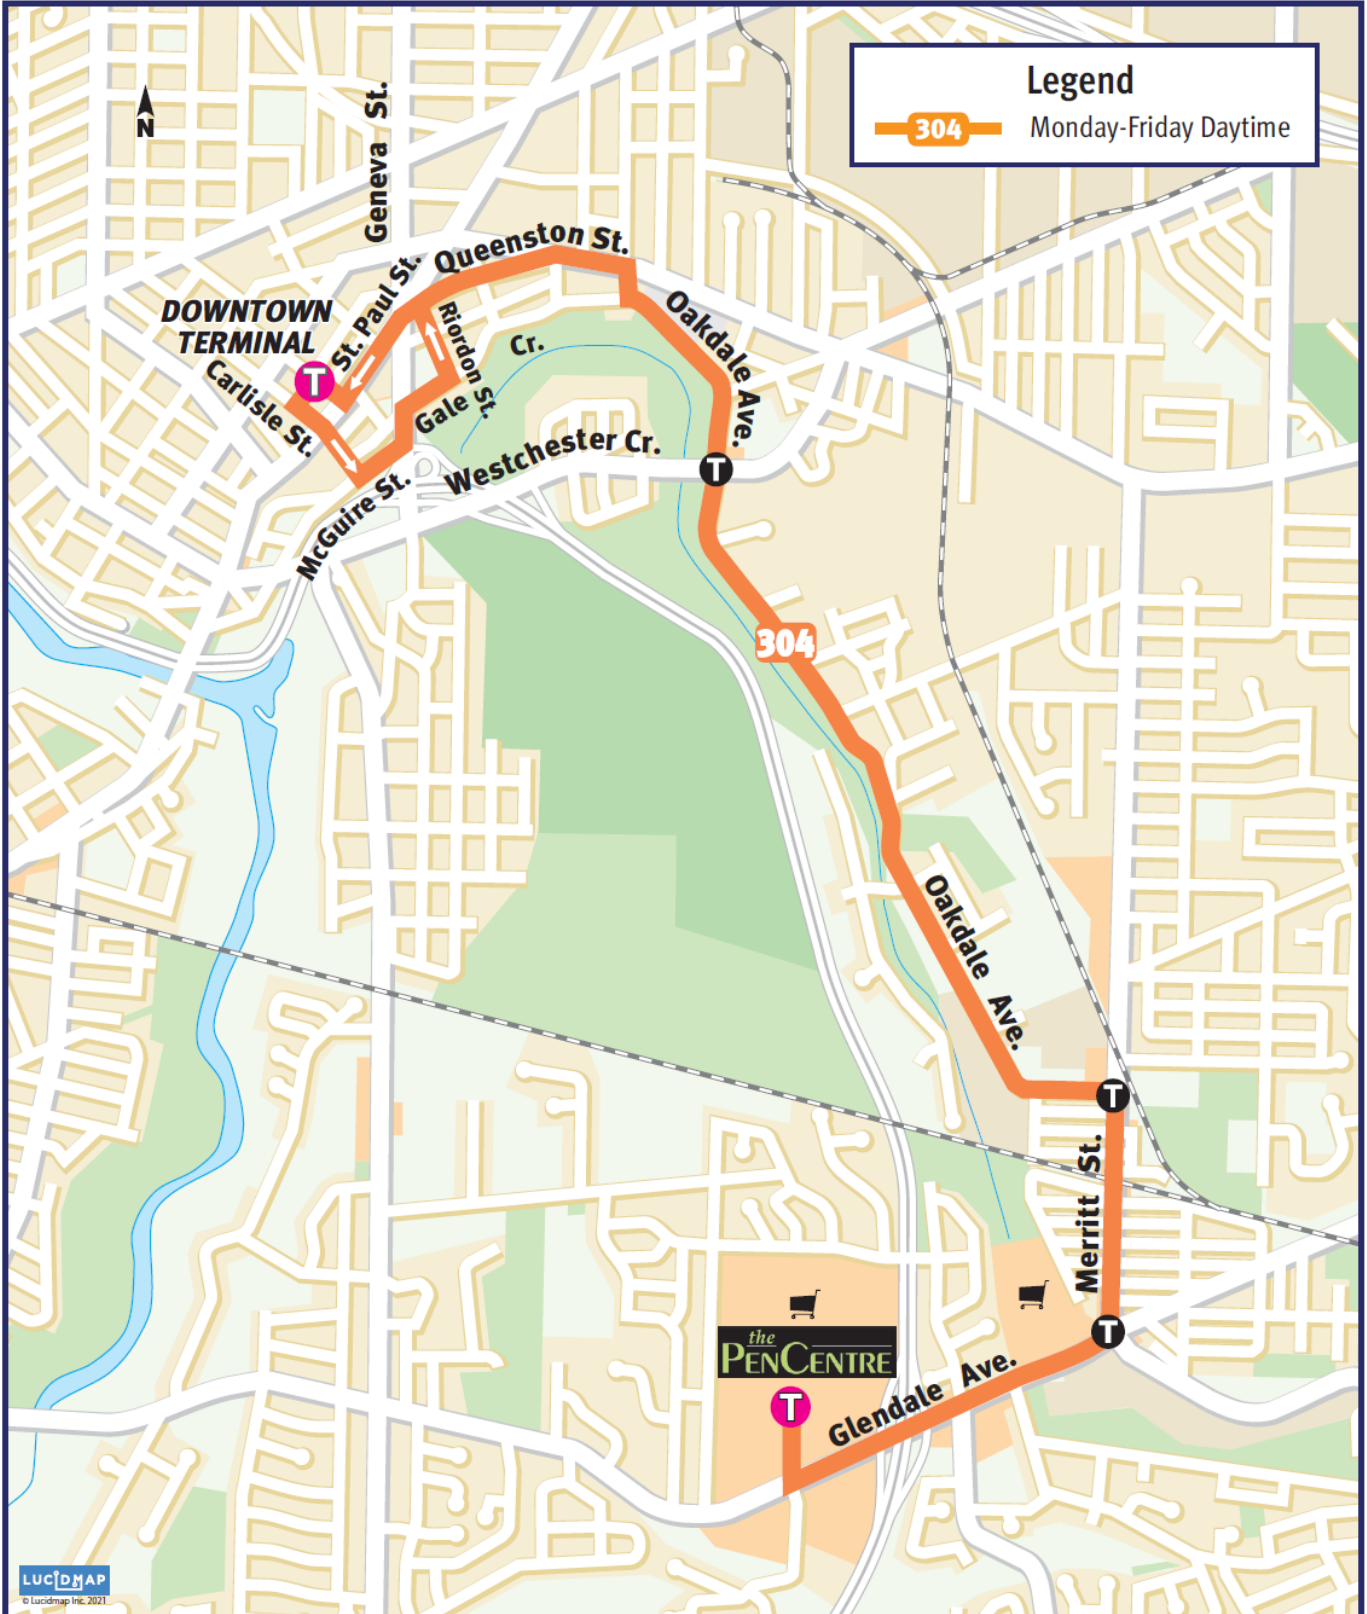 Legend
304
Monday-Friday Daytime
N
Geneva St.
Queenston St.
St. Paul St.
DOWNTOWN
TERMINAL
T
Carlisle St.
Riordon St.
Cr.
Oakdale Ave.
Gale
Westchester Cr.
T
McGuire St.
304
Oakdale Ave.
T
Merritt St.
T
the
PENCENTRE
T
Glendale Ave.
LUCIDMAP
© Lucidmap Inc. 2021